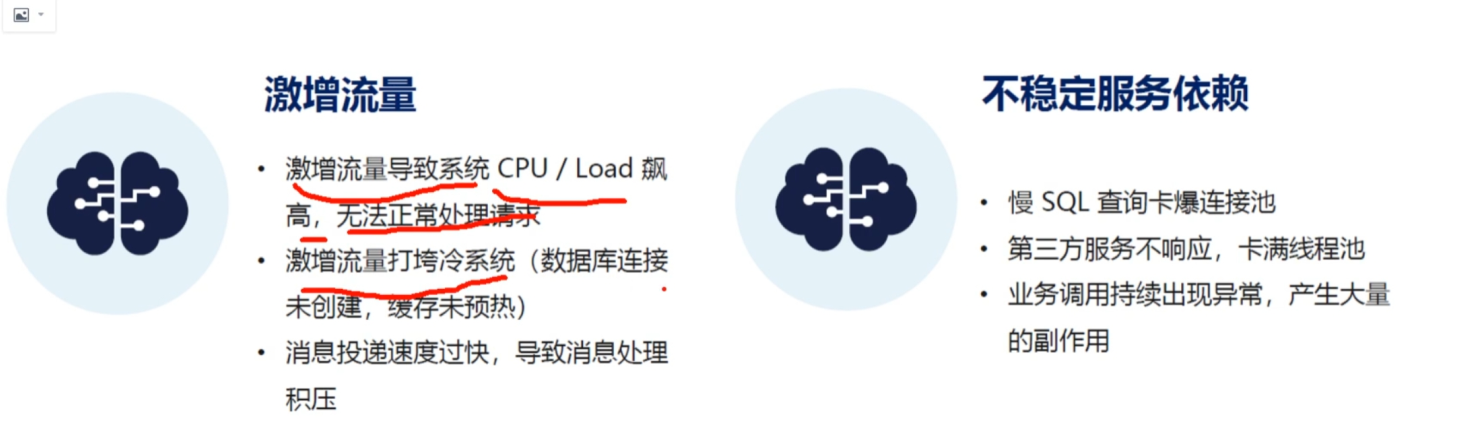 激增流量
• 激增流量导致系统 CPU / Load 飙
高，无法正常处理请求
• 激增流量打垮冷系统（数据库连接
未创建，缓存未预热）
• 消息投递速度过快，导致消息处理
积压
不稳定服务依赖
• 慢 SQL 查询卡爆连接池
• 第三方服务不响应，卡满线程池
• 业务调用持续出现异常，产生大量
的副作用